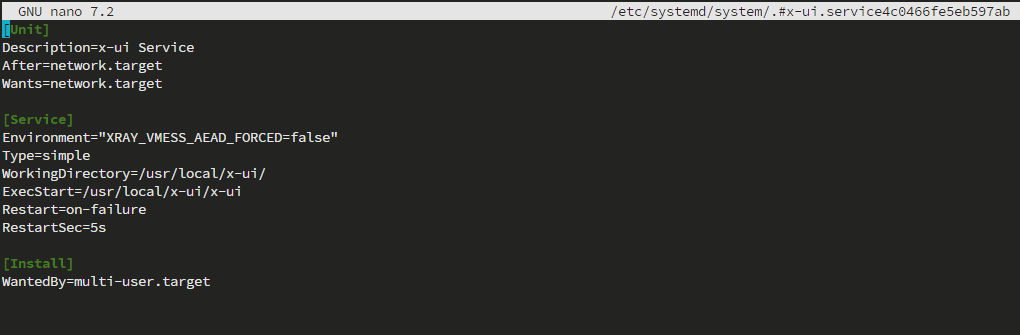 GNU nano 7.2 /etc/systemd/system/.#x-ui.service4c0466fe5eb597ab
[Unit]
Description=x-ui Service
After=network.target
Wants=network.target
[Service]
Environment="XRAY_VMESS_AEAD_FORCED=false"
Type=simple
WorkingDirectory=/usr/local/x-ui/
ExecStart=/usr/local/x-ui/x-ui
Restart=on-failure
RestartSec=5s
[Install]
WantedBy=multi-user.target